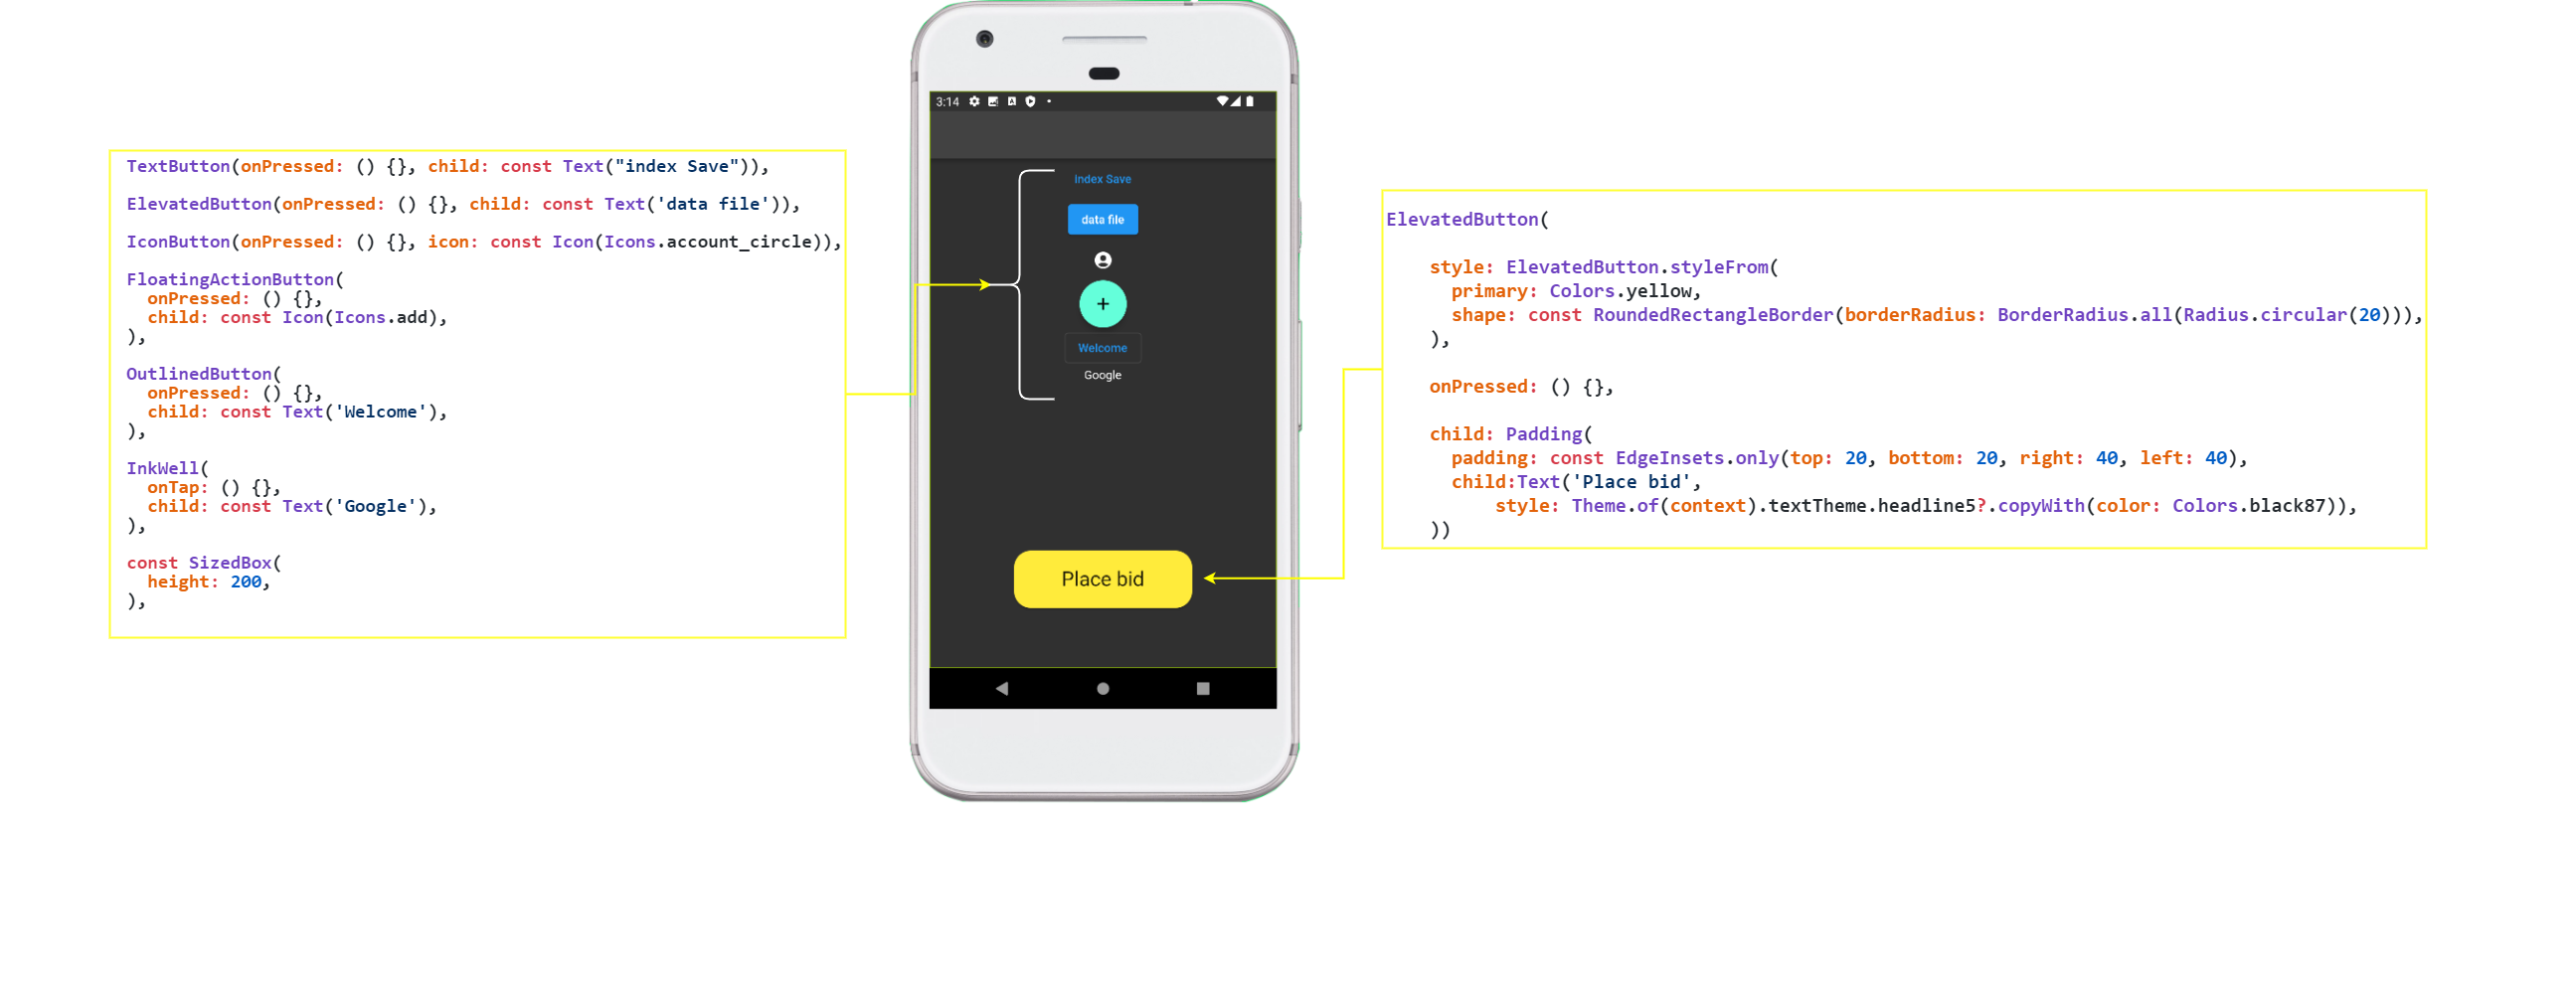 TextButton(onPressed: () {}, child: const Text("index Save")),
ElevatedButton(onPressed: () {}, child: const Text('data file')),
IconButton(onPressed: () {}, icon: const Icon(Icons.account_circle)),
FloatingActionButton(
onPressed: () {},
child: const Icon(Icons.add),
),
OutlinedButton(
onPressed: () {},
child: const Text('Welcome'),
),
InkWell(
onTap: () {},
child: const Text('Google'),
),
const SizedBox(
height: 200,
),
3:14
Index Save
data file
Welcome
Google
Place bid
ElevatedButton(
style: ElevatedButton.styleFrom(
primary: Colors.yellow,
shape: const RoundedRectangleBorder(borderRadius: BorderRadius.all(Radius.circular(20))),
),
onPressed: () {},
child: Padding(
padding: const EdgeInsets.only(top: 20, bottom: 20, right: 40, left: 40),
child:Text('Place bid',
style: Theme.of(context).textTheme.headline5?.copyWith(color: Colors.black87)),
))